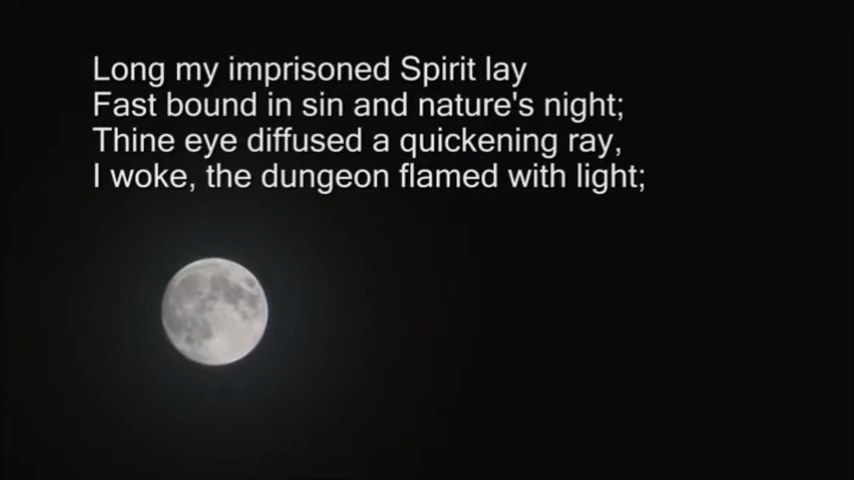 Long my imprisoned Spirit lay
Fast bound in sin and nature's night;
Thine eye diffused a quickening ray,
I woke, the dungeon flamed with light;